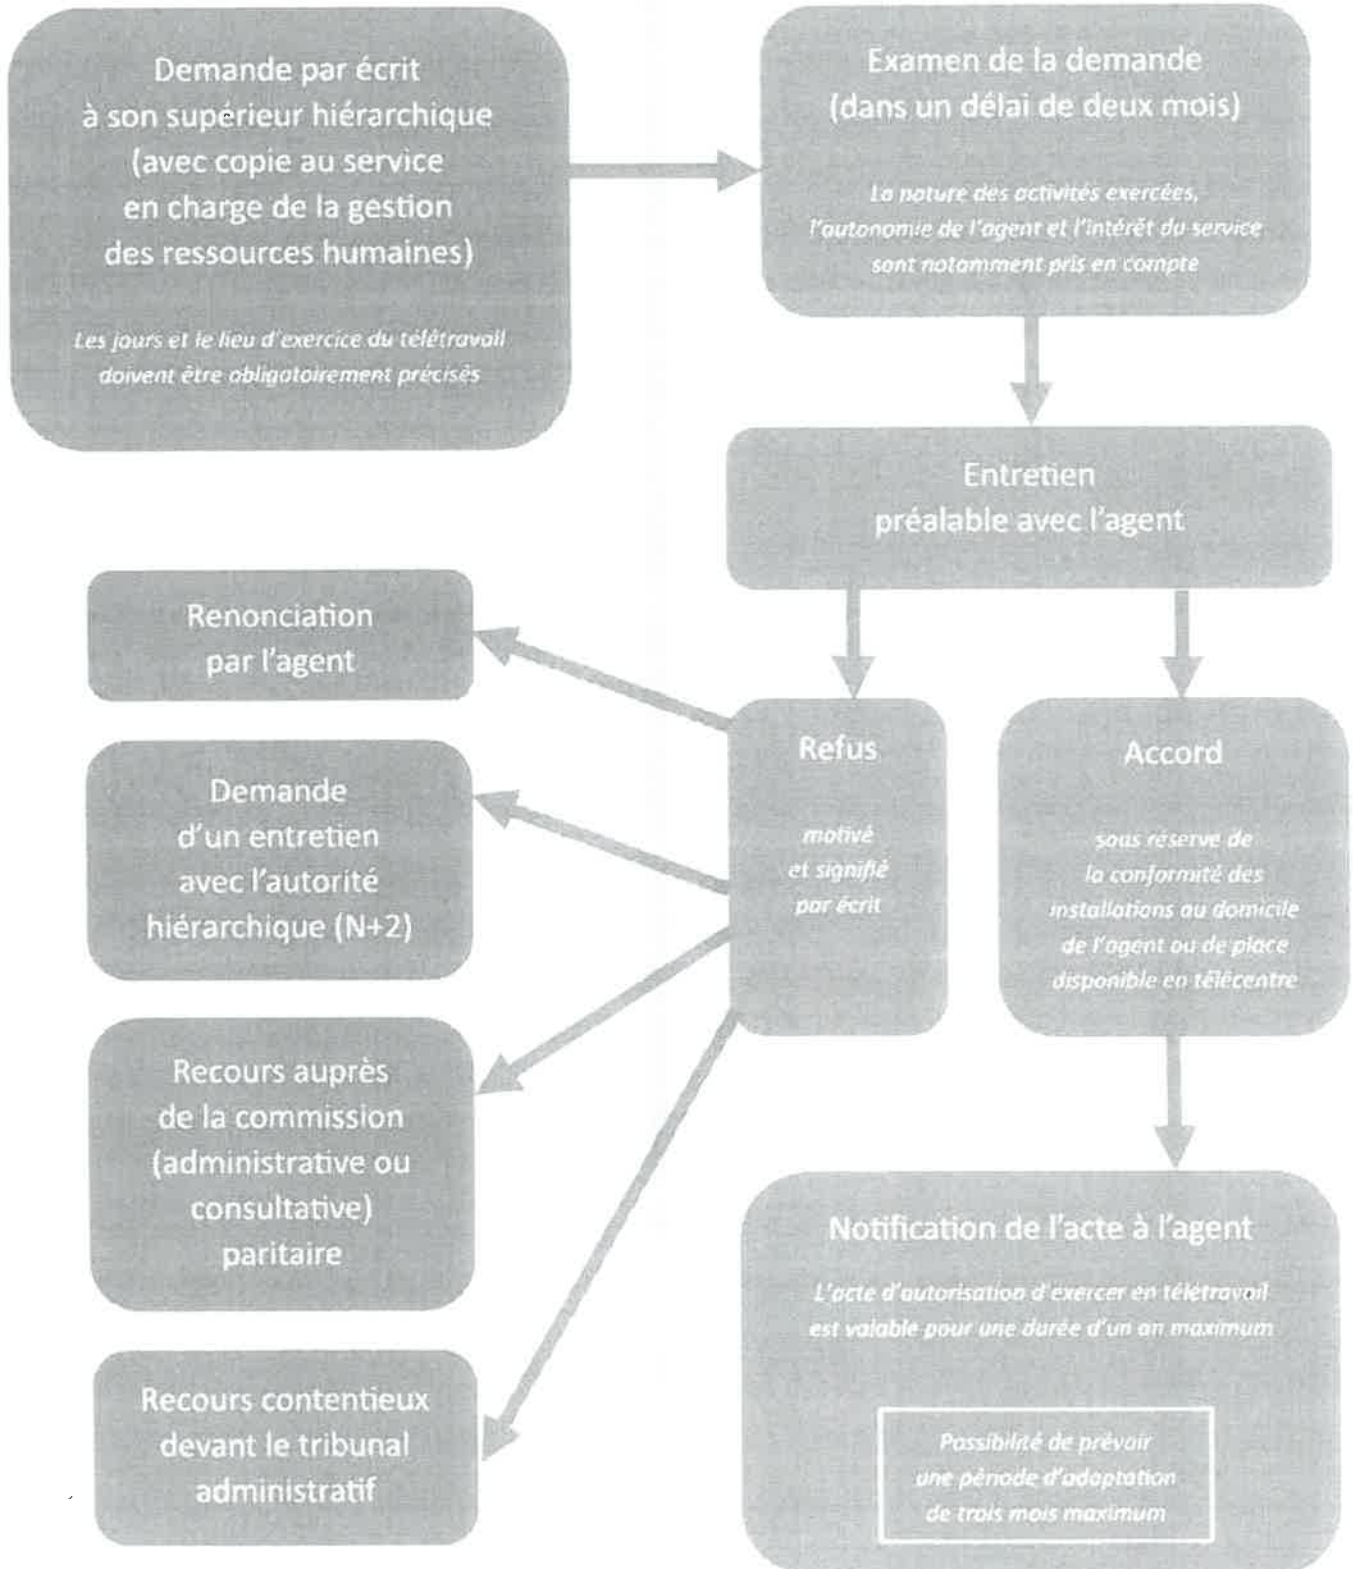 Demande par écrit
à son supérieur hiérarchique
(avec copie au service
en charge de la gestion
des ressources humaines)
Les jours et le lieu d'exercice du télétravail
doivent être obligatoirement précisés
Examen de la demande
(dans un délai de deux mois)
La nature des activités exercées,
l'autonomie de l'agent et l'intérêt du service
sont notamment pris en compte
Entretien
préalable avec l'agent
Renonciation
par l'agent
Demande
d'un entretien
avec l'autorité
hiérarchique (N+2)
Recours auprès
de la commission
(administrative ou
consultative)
paritaire
Recours contentieux
devant le tribunal
administratif
Refus
motivé
et signifié
par écrit
Accord
sous réserve de
la conformité des
installations au domicile
de l'agent ou de place
disponible en télécentre
Notification de l'acte à l'agent
L'acte d'autorisation d'exercer en télétravail
est valable pour une durée d'un an maximum
Possibilité de prévoir
une période d'adaptation
de trois mois maximum